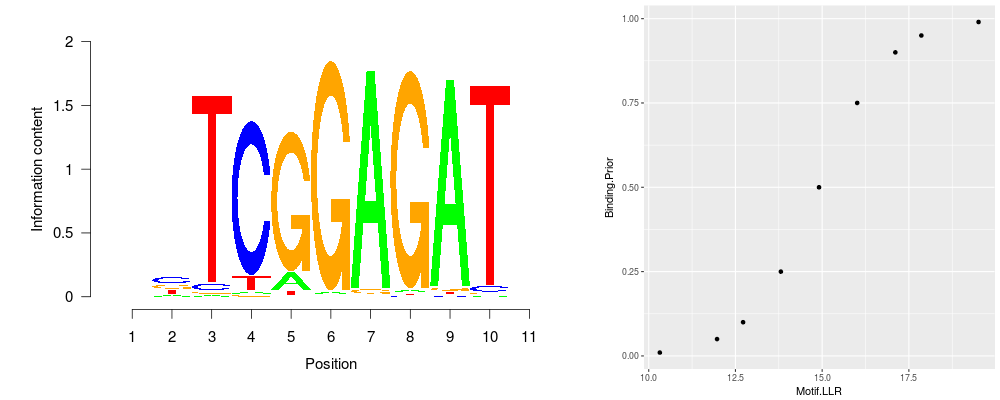 Information content
2
1.5
1
0.5
0
TCGGAGAT
TA
1 2 3 4 5 6 7 8 9 10 11
Position
Binding.Prior
1.00
0.75
0.50
0.25
0.00
10.0 12.5 15.0 17.5
Motif.LLR